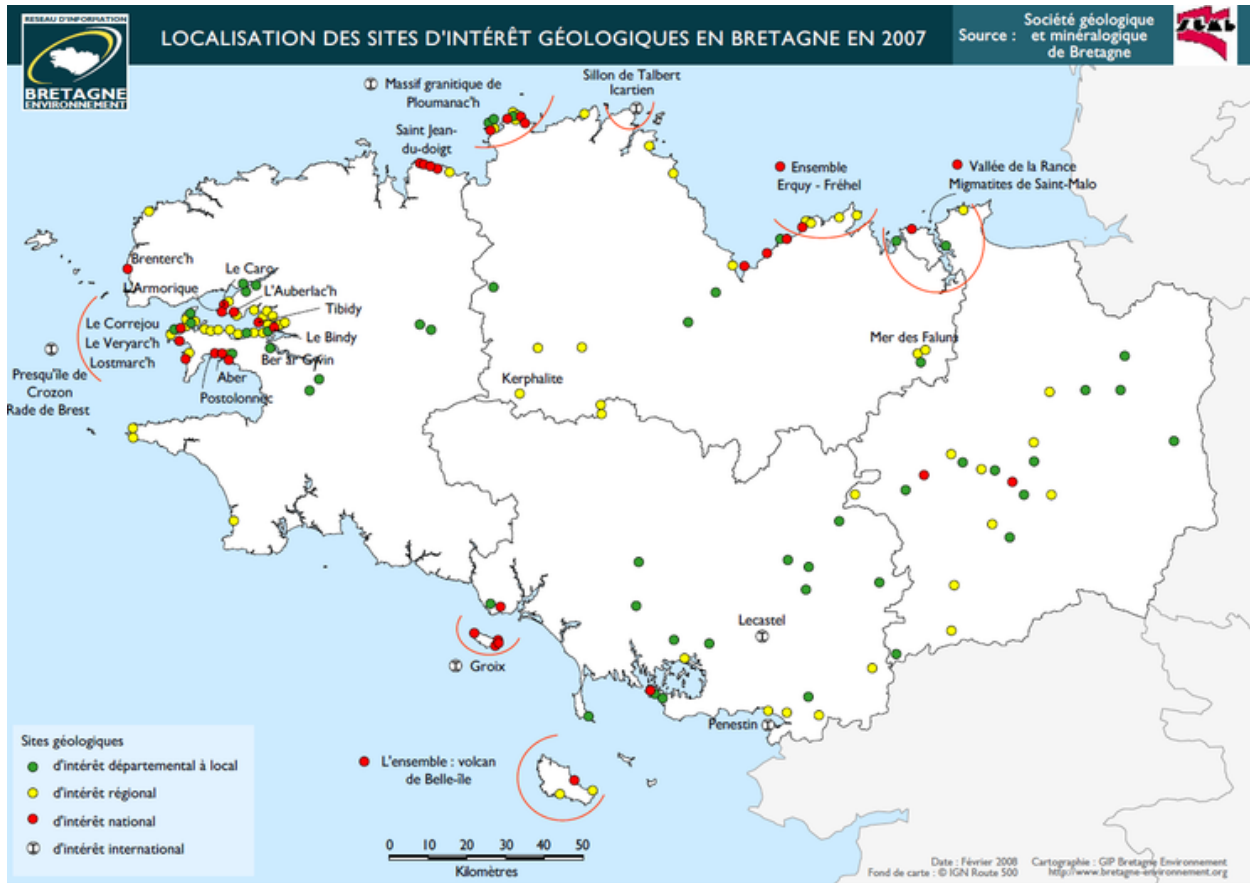 RESEAU D'INFORMATION
BRETAGNE
ENVIRONNEMENT
LOCALISATION DES SITES D'INTÉRÊT GÉOLOGIQUES EN BRETAGNE EN 2007
Source :
Société géologique
et minéralogique
de Bretagne
SGMB
Massif granitique de
Ploumanac'h
Sillon de Talbert
Icartien
Saint Jean-
du-doigt
Ensemble
Erquy - Fréhel
Vallée de la Rance
Migmatites de Saint-Malo
Brenterc'h
Le Caro
L'Armorique
L'Auberlac'h
Tibidy
Le Correjou
Le Veryarc'h
Le Bindy
Lostmarc'h
Ber ar Gwin
Aber
Postolonnec
Presqu'île de
Crozon
Rade de Brest
Mer des Faluns
Kerphalite
Lecastel
Groix
Penestin
L'ensemble : volcan
de Belle-île
Sites géologiques
d'intérêt départemental à local
d'intérêt régional
d'intérêt national
d'intérêt international
0 10 20 30 40 50
Kilomètres
Date : Février 2008 Cartographie : GIP Bretagne Environnement
Fond de carte : © IGN Route 500 http://www.bretagne-environnement.org